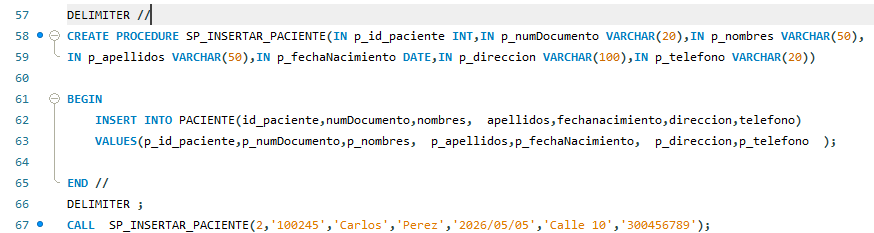 57 DELIMITER //
58 CREATE PROCEDURE SP_INSERTAR_PACIENTE(IN p_id_paciente INT,IN p_numDocumento VARCHAR(20),IN p_nombres VARCHAR(50),
59 IN p_apellidos VARCHAR(50),IN p_fechaNacimiento DATE,IN p_direccion VARCHAR(100),IN p_telefono VARCHAR(20))
60
61 BEGIN
62 INSERT INTO PACIENTE(id_paciente,numDocumento,nombres,  apellidos,fechanacimiento,direccion,telefono)
63 VALUES(p_id_paciente,p_numDocumento,p_nombres,  p_apellidos,p_fechaNacimiento,  p_direccion,p_telefono  );
64
65 END //
66 DELIMITER ;
67 CALL  SP_INSERTAR_PACIENTE(2,'100245','Carlos','Perez','2026/05/05','Calle 10','300456789');